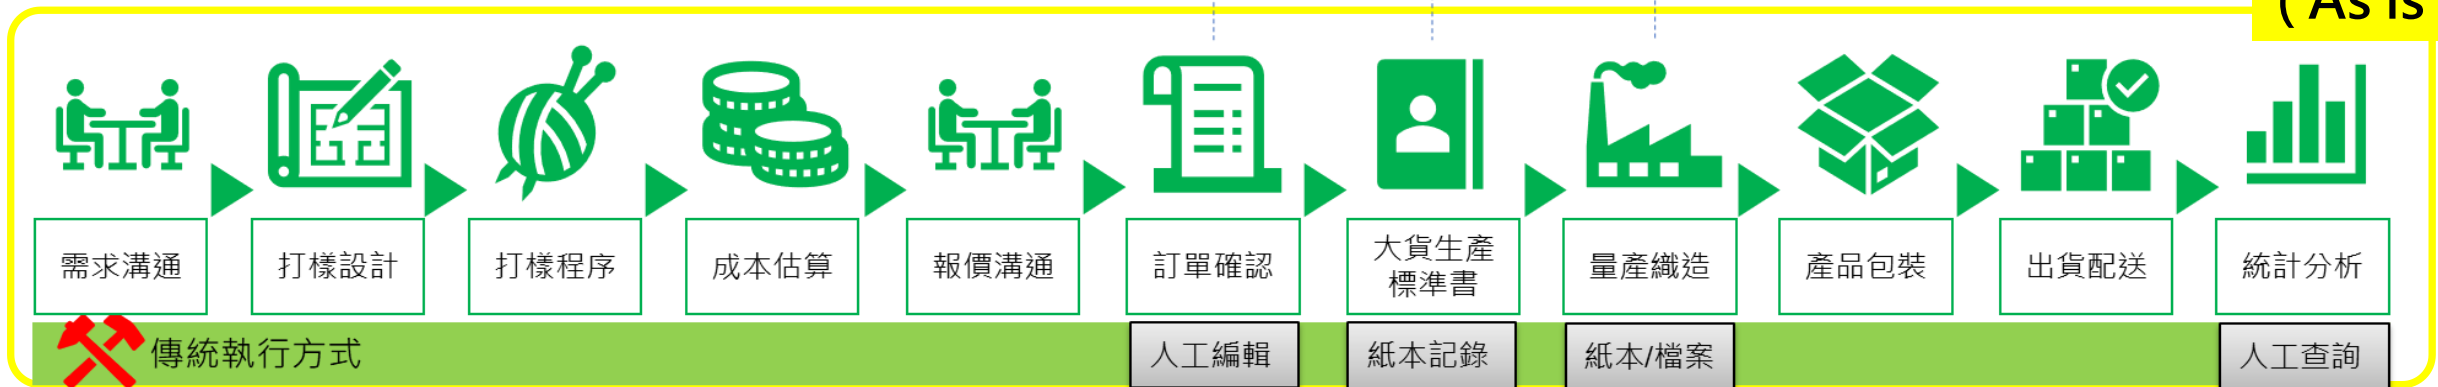 ( As is
需求溝通
打樣設計
打樣程序
成本估算
報價溝通
訂單確認
大貨生產
標準書
量產織造
產品包裝
出貨配送
統計分析
傳統執行方式
人工編輯
紙本記錄
紙本/檔案
人工查詢